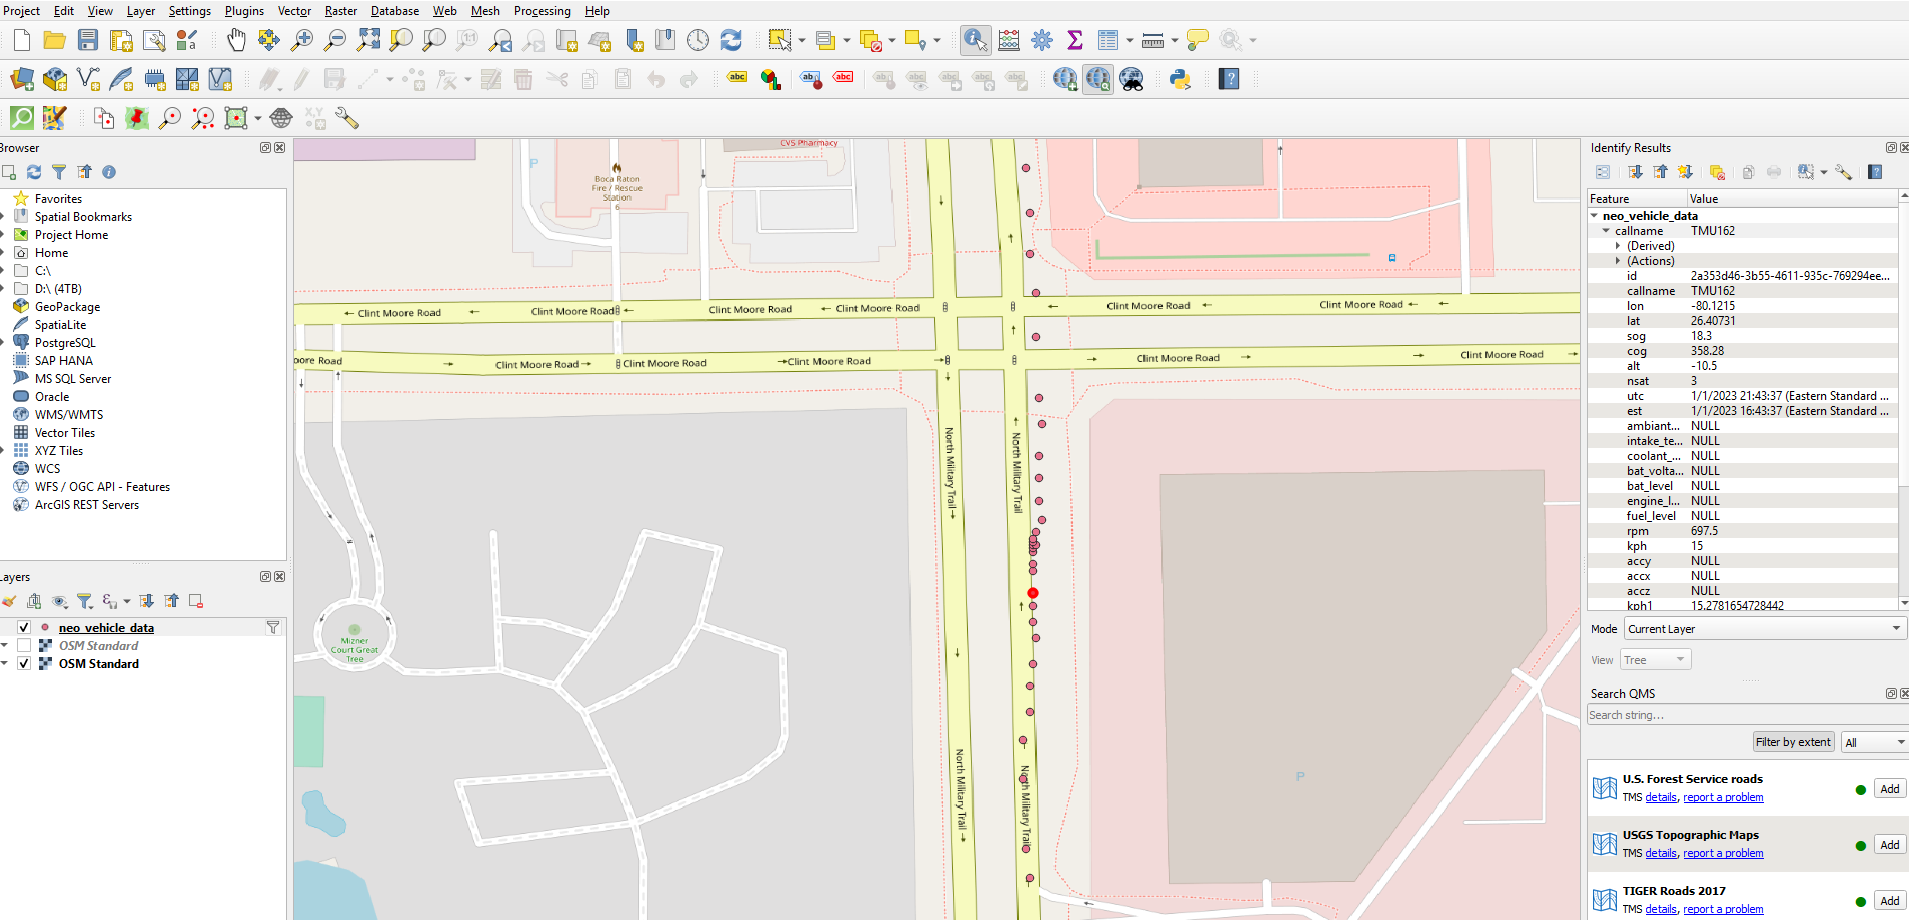 Project Edit View Layer Settings Plugins Vector Raster Database Web Mesh Processing Help
Browser
Favorites
Spatial Bookmarks
Project Home
Home
C:\
D:\ (4TB)
GeoPackage
SpatiaLite
PostgreSQL
SAP HANA
MS SQL Server
Oracle
WMS/WMTS
Vector Tiles
XYZ Tiles
WCS
WFS / OGC API - Features
ArcGIS REST Servers
Layers
neo_vehicle_data
OSM Standard
OSM Standard
CVS Pharmacy
P
Boca Raton
Fire / Rescue
Station
6
Clint Moore Road
Clint Moore Road
Clint Moore Road
Clint Moore Road
Clint Moore Road
Clint Moore Road
oore Road
Clint Moore Road
Clint Moore Road
Clint Moore Road
Clint Moore Road
Clint Moore Road
North Military Trail
North Military Trail
North Military Trail
North Military Trail
Mizner
Court Great
Tree
P
Identify Results
Feature Value
neo_vehicle_data
callname TMU162
(Derived)
(Actions)
id 2a353d46-3b55-4611-935c-769294ee...
callname TMU162
lon -80.1215
lat 26.40731
sog 18.3
cog 358.28
alt -10.5
nsat 3
utc 1/1/2023 21:43:37 (Eastern Standard ...
est 1/1/2023 16:43:37 (Eastern Standard ...
ambiant... NULL
intake_te... NULL
coolant_... NULL
bat_volta... NULL
bat_level NULL
engine_l... NULL
fuel_level NULL
rpm 697.5
kph 15
accy NULL
accx NULL
accz NULL
kph1 15.2781654728442
Mode Current Layer
View Tree
Search QMS
Search string...
Filter by extent All
U.S. Forest Service roads
TMS details, report a problem Add
USGS Topographic Maps
TMS details, report a problem Add
TIGER Roads 2017
TMS details, report a problem Add